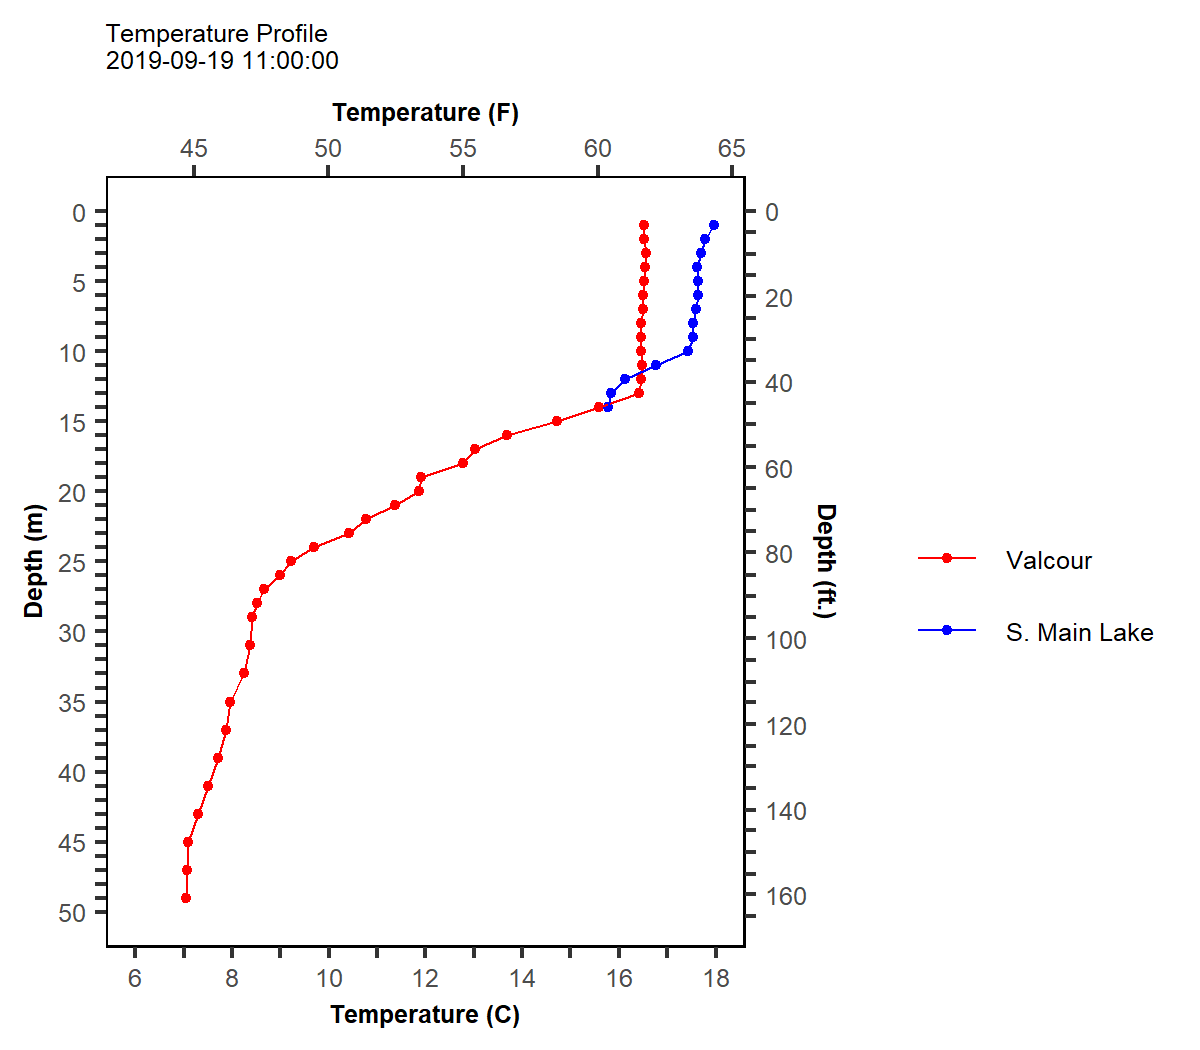 Temperature Profile
2019-09-19 11:00:00
Temperature (F)
45 50 55 60 65
0 5 10 15 20 25 30 35 40 45 50
Depth (m)
0 20 40 60 80 100 120 140 160
Depth (ft.)
Valcour
S. Main Lake
6 8 10 12 14 16 18
Temperature (C)